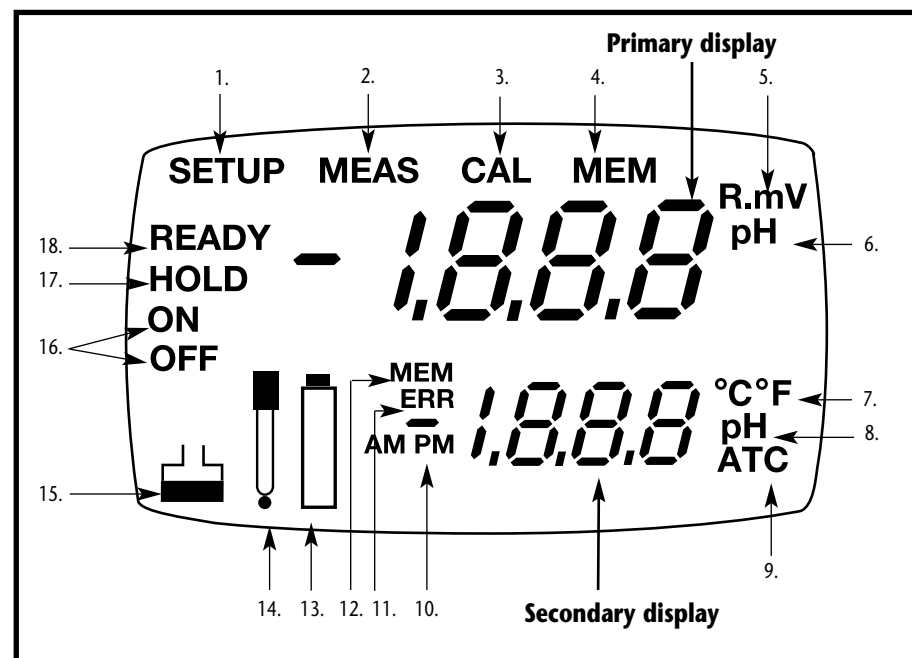 Primary display
1. 2. 3. 4. 5.
SETUP MEAS CAL MEM
R.mV
18. READY -1.8.8.8 pH 6.
17. HOLD
16. ON
OFF
12. MEM
11. ERR
°C°F 7.
- 1.8.8.8 pH 8.
AM PM ATC
15.
9.
14. 13. 12. 11. 10.
Secondary display